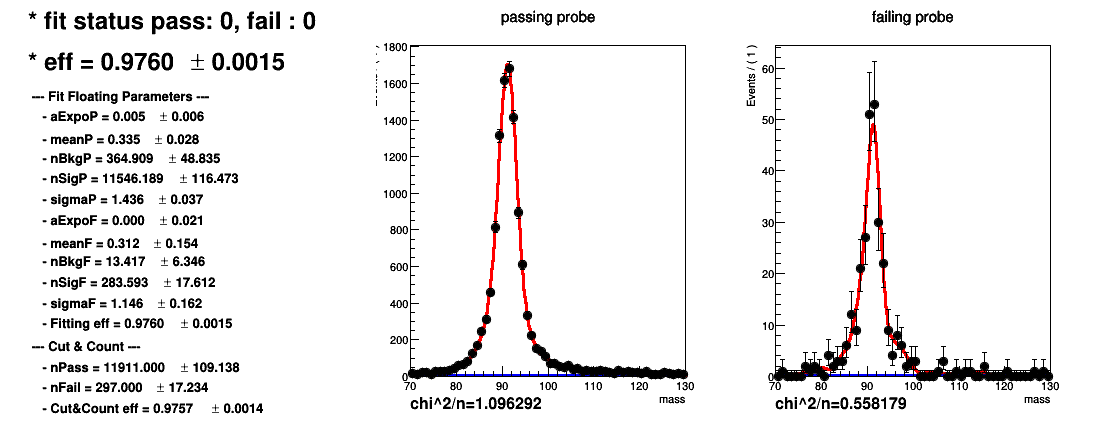 * fit status pass: 0, fail : 0
* eff = 0.9760 ± 0.0015
--- Fit Floating Parameters ---
- aExpoP = 0.005 ± 0.006
- meanP = 0.335 ± 0.028
- nBkgP = 364.909 ± 48.835
- nSigP = 11546.189 ± 116.473
- sigmaP = 1.436 ± 0.037
- aExpoF = 0.000 ± 0.021
- meanF = 0.312 ± 0.154
- nBkgF = 13.417 ± 6.346
- nSigF = 283.593 ± 17.612
- sigmaF = 1.146 ± 0.162
- Fitting eff = 0.9760 ± 0.0015
--- Cut & Count ---
- nPass = 11911.000 ± 109.138
- nFail = 297.000 ± 17.234
- Cut&Count eff = 0.9757 ± 0.0014
passing probe
1800
1600
1400
1200
1000
800
600
400
200
0
70 80 90 100 110 120 130
mass
chi^2/n=1.096292
failing probe
Events / ( 1 )
60
50
40
30
20
10
0
70 80 90 100 110 120 130
mass
chi^2/n=0.558179